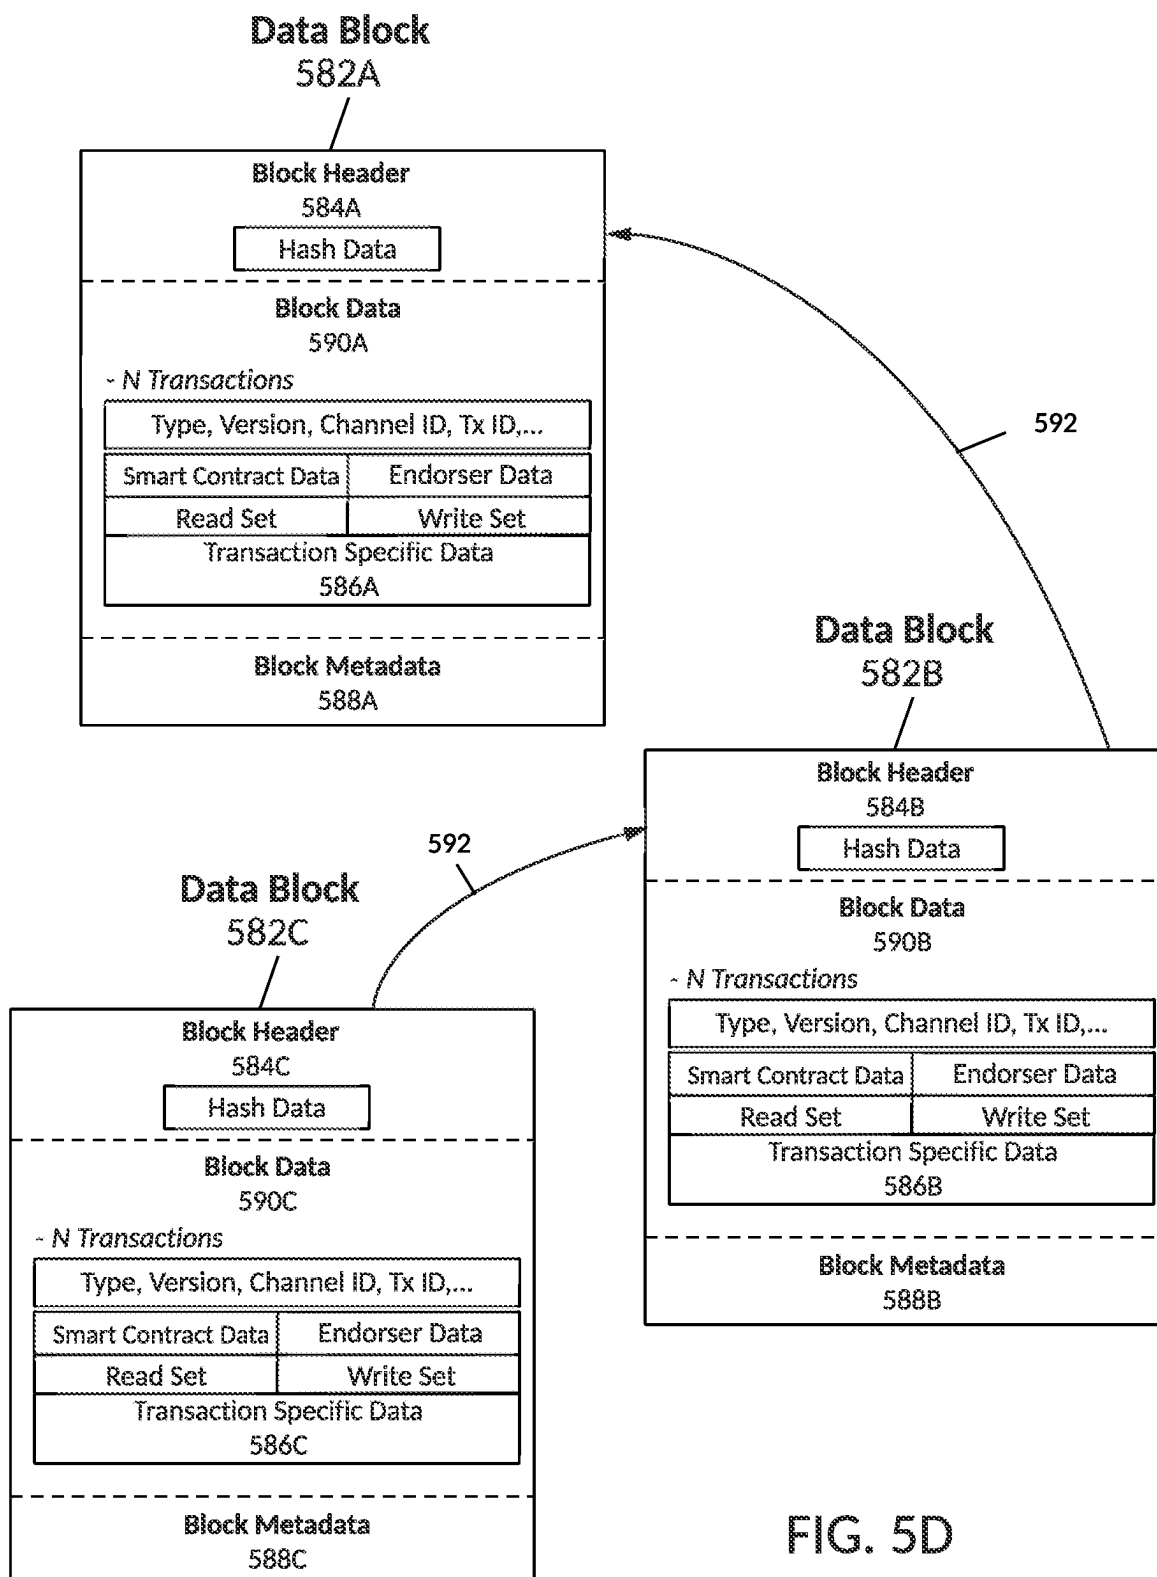 Data Block
582A
Block Header
584A
Hash Data
Block Data
590A
- N Transactions
Type, Version, Channel ID, Tx ID,...
Smart Contract Data
Endorser Data
Read Set
Write Set
Transaction Specific Data
586A
Block Metadata
588A
592
Data Block
582B
Block Header
584B
Hash Data
Block Data
590B
- N Transactions
Type, Version, Channel ID, Tx ID,...
Smart Contract Data
Endorser Data
Read Set
Write Set
Transaction Specific Data
586B
Block Metadata
588B
592
Data Block
582C
Block Header
584C
Hash Data
Block Data
590C
- N Transactions
Type, Version, Channel ID, Tx ID,...
Smart Contract Data
Endorser Data
Read Set
Write Set
Transaction Specific Data
586C
Block Metadata
588C
FIG. 5D